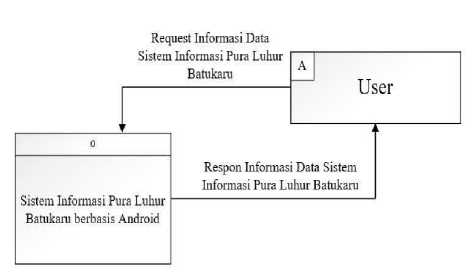 Request Informasi Data
Sistem Informasi Pura Luhur
Batukaru
A
User
0
Sistem Informasi Pura Luhur
Batukaru berbasis Android
Respon Informasi Data Sistem
Informasi Pura Luhur Batukaru